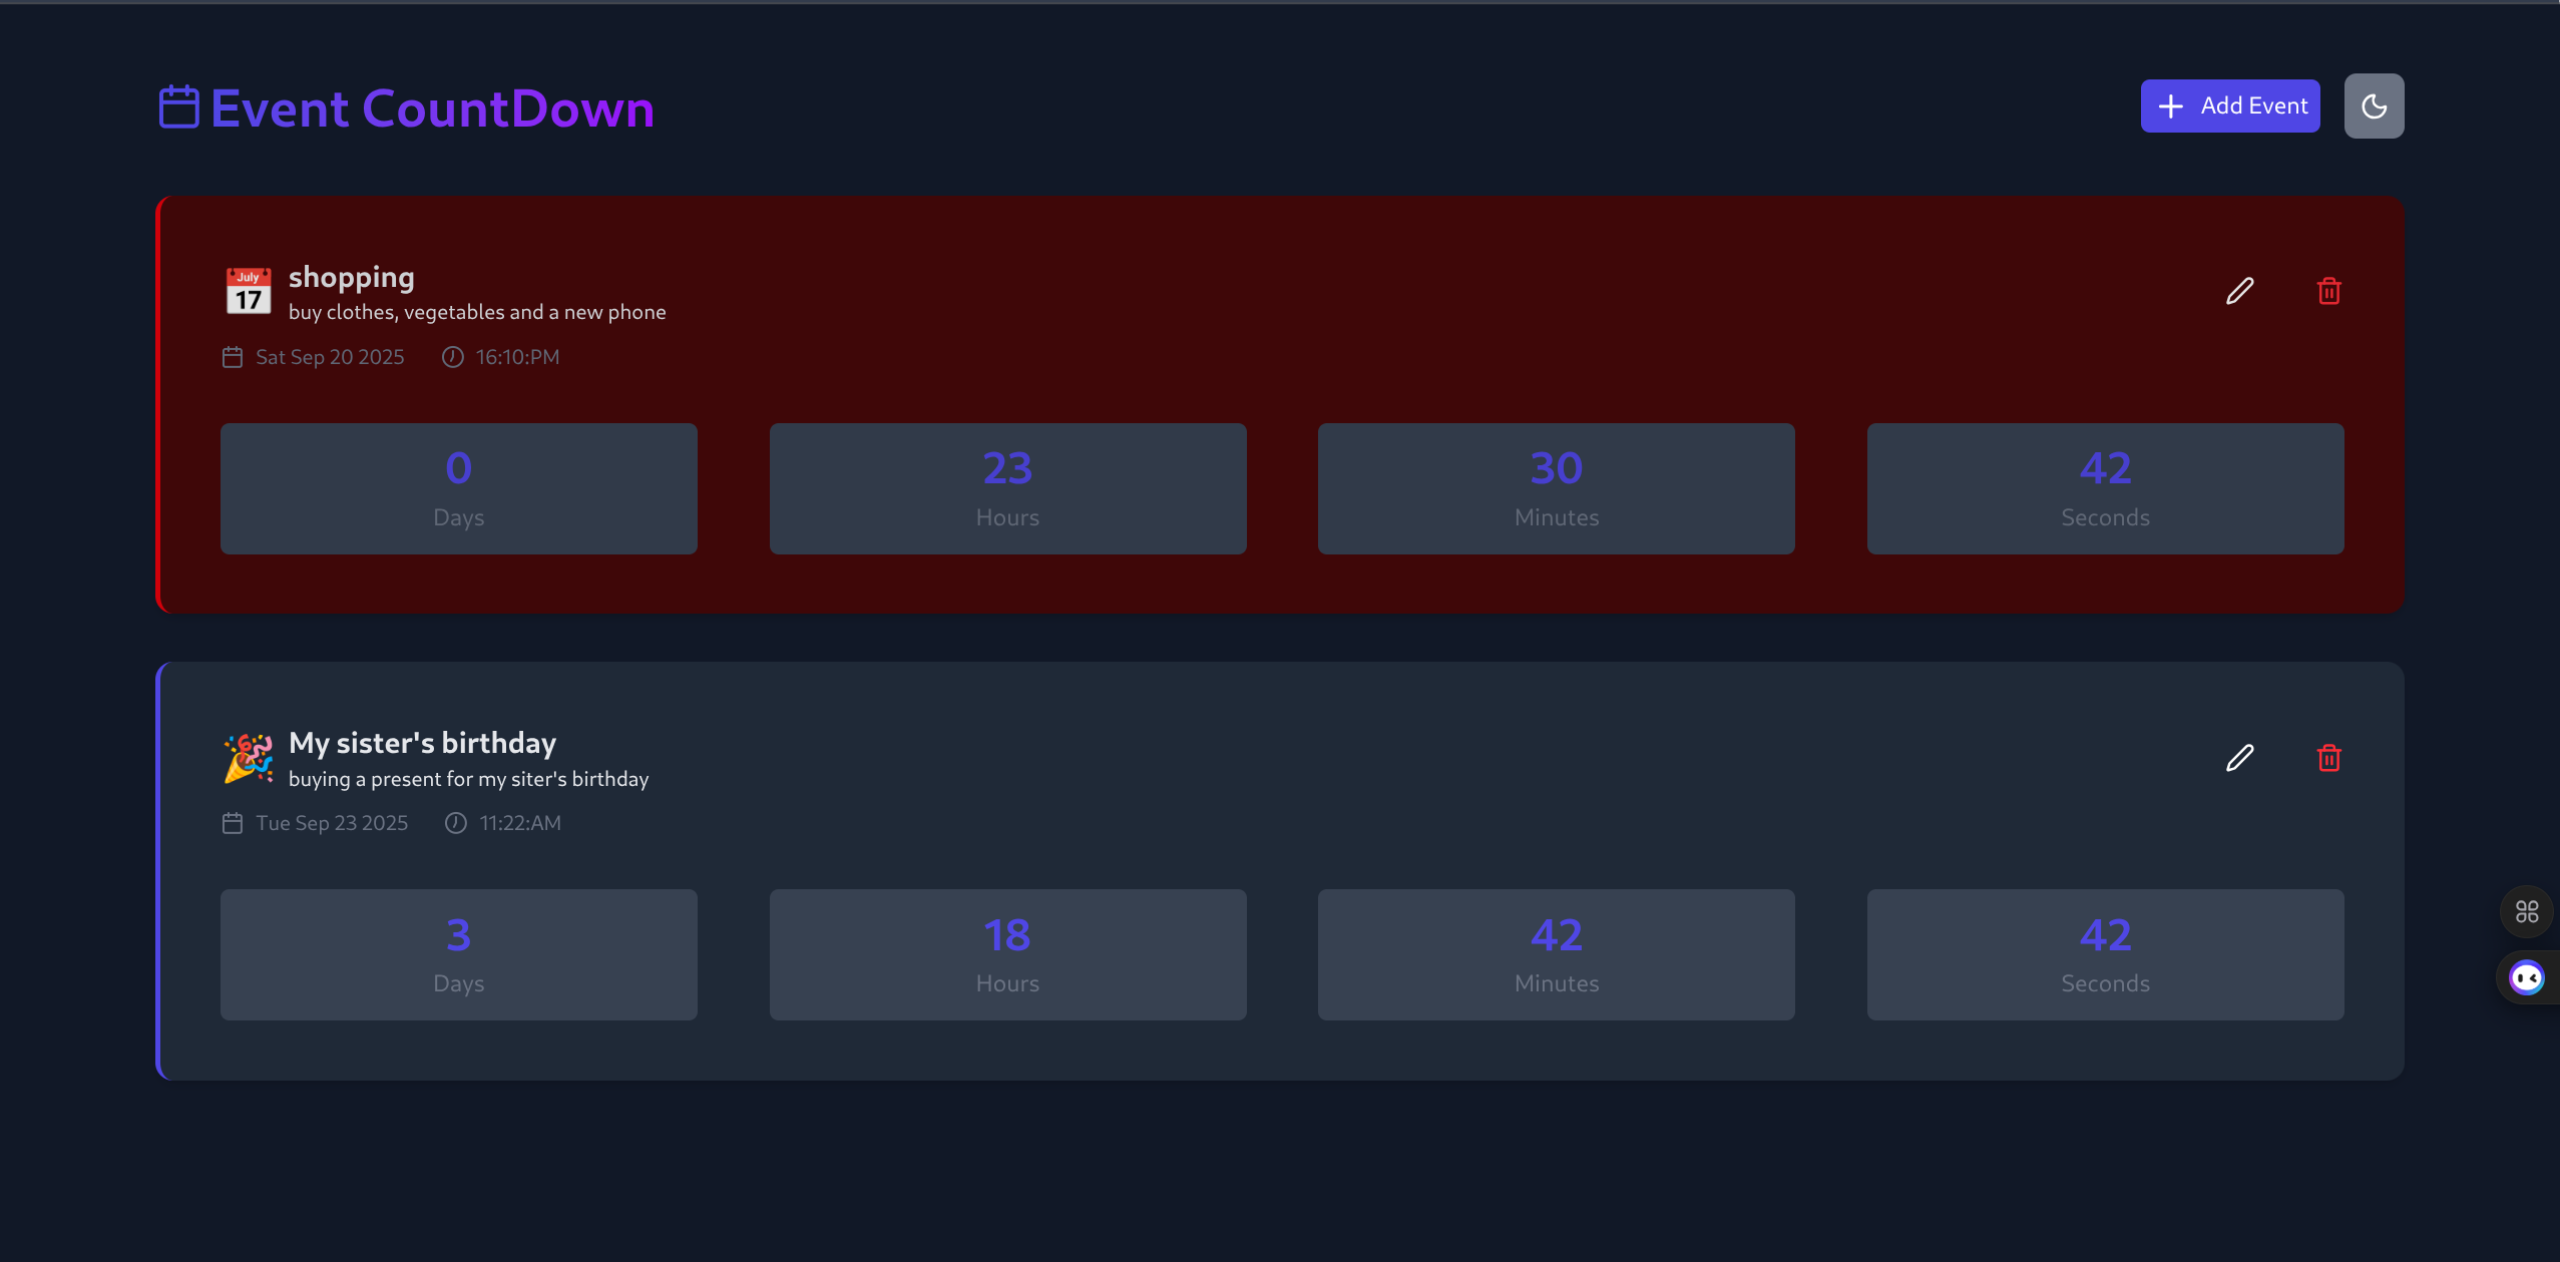 Event CountDown
Add Event
July
17
shopping
buy clothes, vegetables and a new phone
Sat Sep 20 2025 16:10:PM
0 23 30 42
Days Hours Minutes Seconds
My sister's birthday
buying a present for my siter's birthday
Tue Sep 23 2025 11:22:AM
3 18 42 42
Days Hours Minutes Seconds